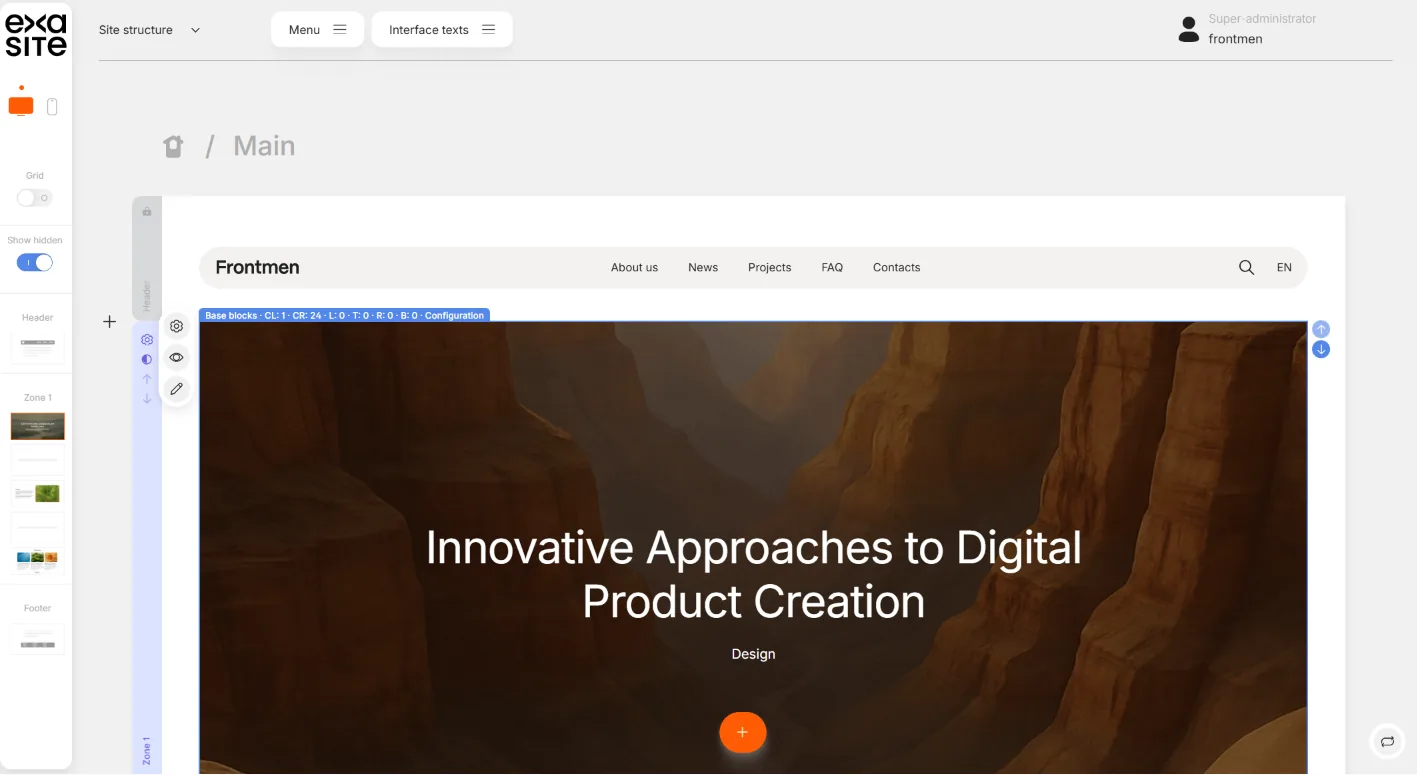 exa
SITE
Site structure
Menu
Interface texts
Super-administrator
frontmen
/ Main
Grid
Show hidden
Header
Zone 1
Footer
Header
Frontmen
About us
News
Projects
FAQ
Contacts
EN
Base blocks · CL: 1 · CR: 24 · L: 0 · T: 0 · R: 0 · B: 0 · Configuration
Innovative Approaches to Digital
Product Creation
Design
Zone 1